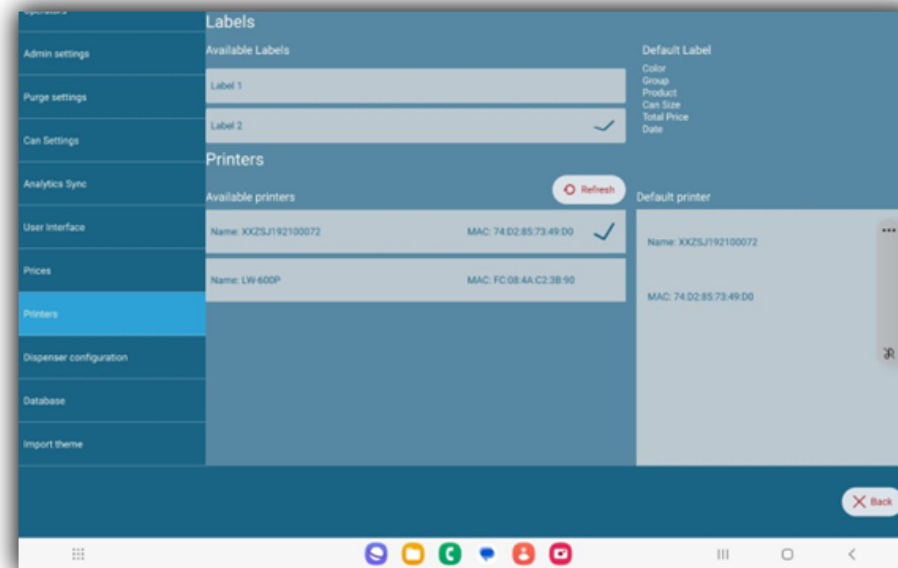 Operators
Admin settings
Purge settings
Can Settings
Analytics Sync
User Interface
Prices
Printers
Dispenser configuration
Database
Import theme
Labels
Available Labels
Label 1
Label 2
Default Label
Color
Group
Product
Can Size
Total Price
Date
Printers
Available printers
Refresh
Name: XXZSJ192100072 MAC: 74:D2:85:73:49:D0
Name: LW-600P MAC: FC:08:4A:C2:3B:90
Default printer
Name: XXZSJ192100072
MAC: 74:D2:85:73:49:D0
Back